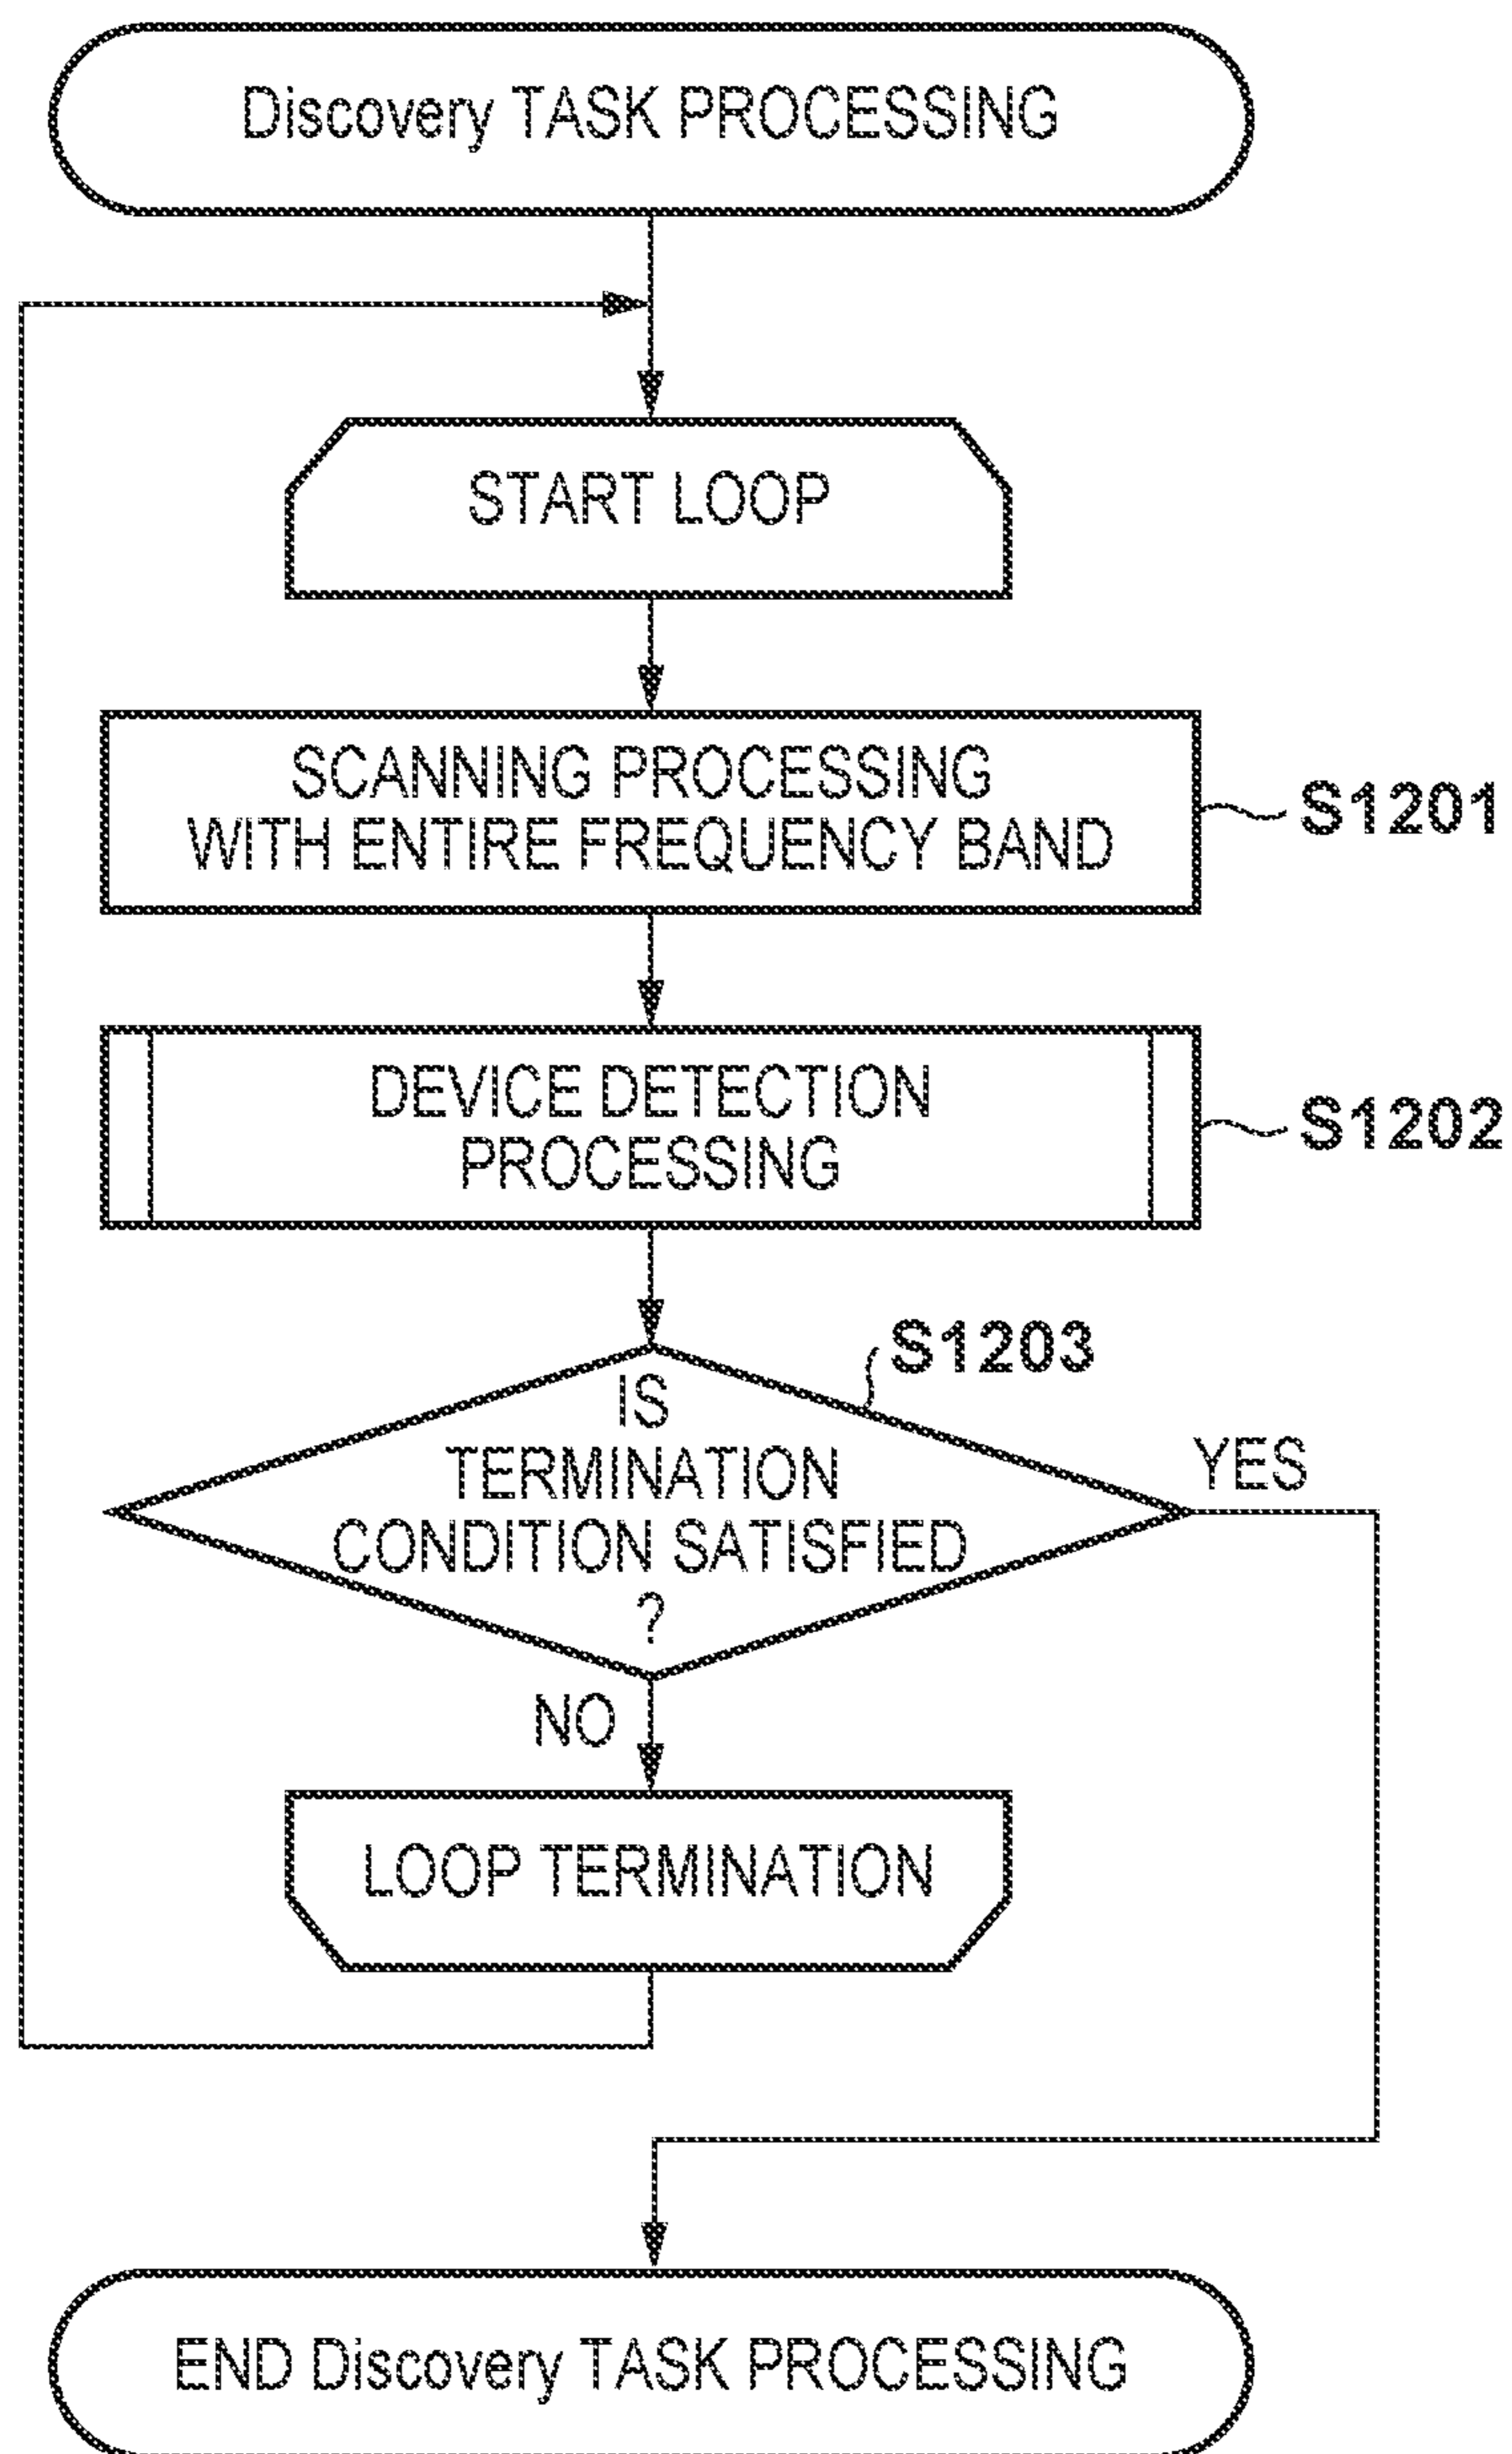 Discovery TASK PROCESSING
START LOOP
SCANNING PROCESSING
WITH ENTIRE FREQUENCY BAND
S1201
DEVICE DETECTION
PROCESSING
S1202
S1203
IS
TERMINATION
CONDITION SATISFIED
?
YES
NO
LOOP TERMINATION
END Discovery TASK PROCESSING